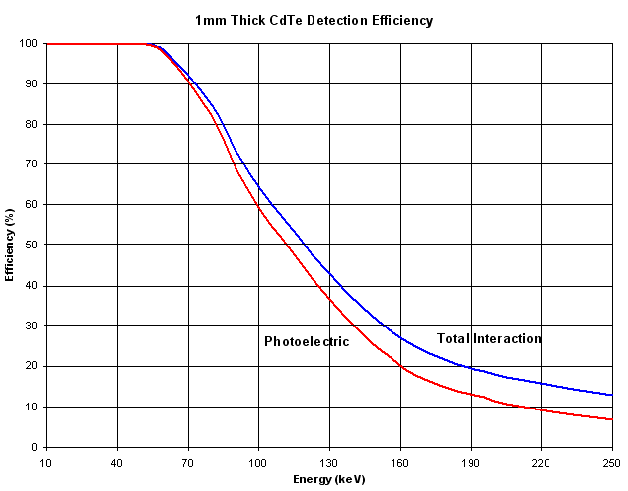 1mm Thick CdTe Detection Efficiency
100
90
80
70
60
50
40
30
20
10
0
Efficiency (%)
Photoelectric
Total Interaction
10 40 70 100 130 160 190 220 250
Energy (keV)